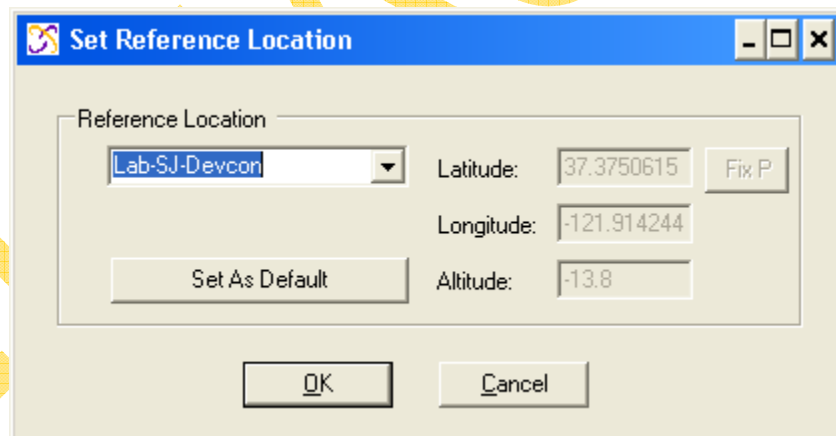 Set Reference Location
Reference Location
Lab-SJ-Devcon
Latitude: 37.3750615 Fix P
Longitude: -121.914244
Set As Default
Altitude: -13.8
OK
Cancel